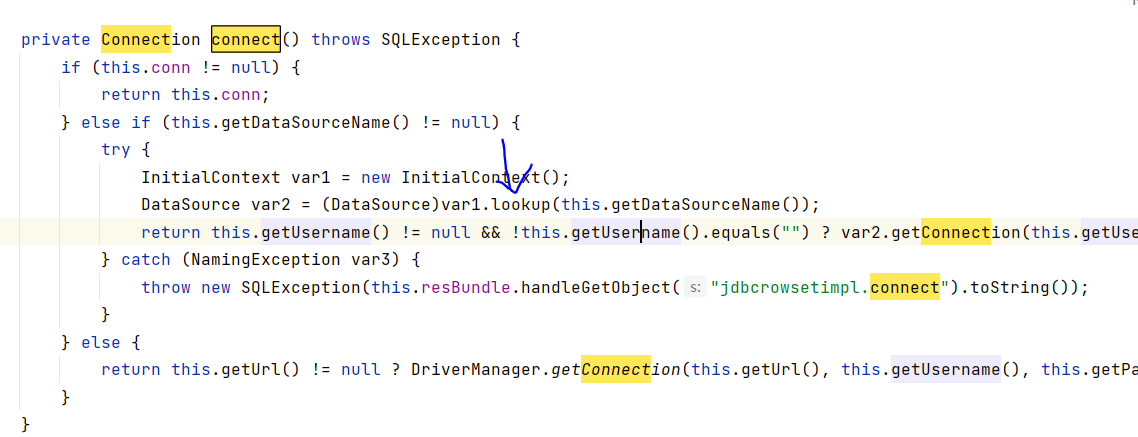 private Connection connect() throws SQLException {
if (this.conn != null) {
return this.conn;
} else if (this.getDataSourceName() != null) {
try {
InitialContext var1 = new InitialContext();
DataSource var2 = (DataSource)var1.lookup(this.getDataSourceName());
return this.getUsername() != null && !this.getUsername().equals("") ? var2.getConnection(this.getUse
} catch (NamingException var3) {
throw new SQLException(this.resBundle.handleGetObject( s: "jdbcrowsetimpl.connect").toString());
}
} else {
return this.getUrl() != null ? DriverManager.getConnection(this.getUrl(), this.getUsername(), this.getPa
}
}